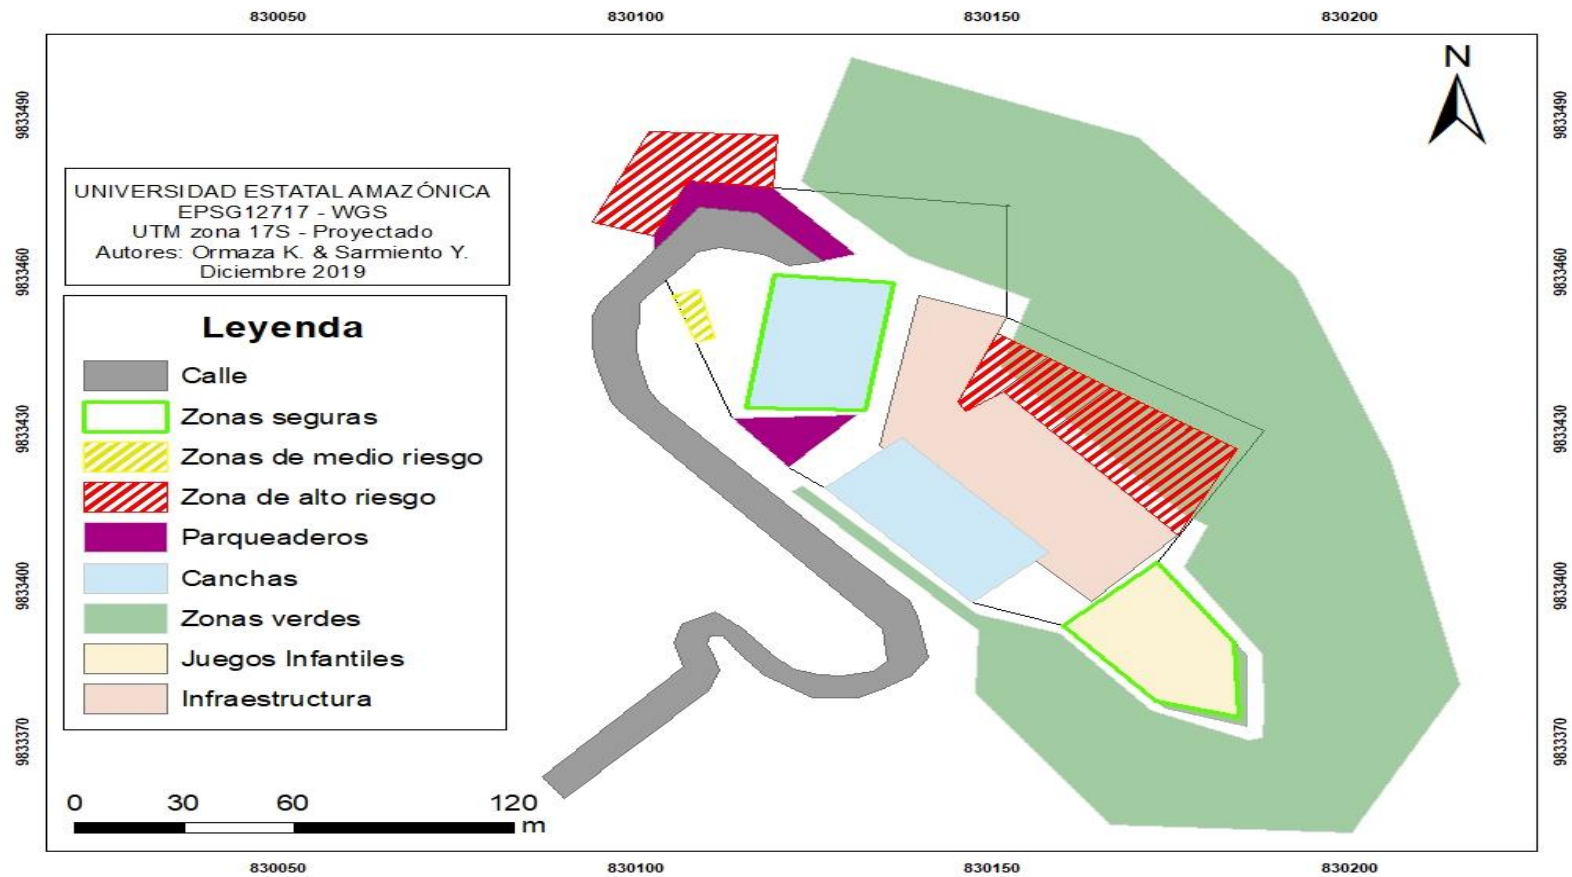 830050 830100 830150 830200
N
9833490 9833490
UNIVERSIDAD ESTATAL AMAZÓNICA
EPSG12717 - WGS
UTM zona 17S - Proyectado
Autores: Ormaza K. & Sarmiento Y.
Diciembre 2019
9833460 9833460
Leyenda
Calle
Zonas seguras
9833430 9833430
Zonas de medio riesgo
Zona de alto riesgo
Parqueaderos
Canchas
9833400 9833400
Zonas verdes
Juegos Infantiles
Infraestructura
9833370 9833370
0 30 60 120
m
830050 830100 830150 830200